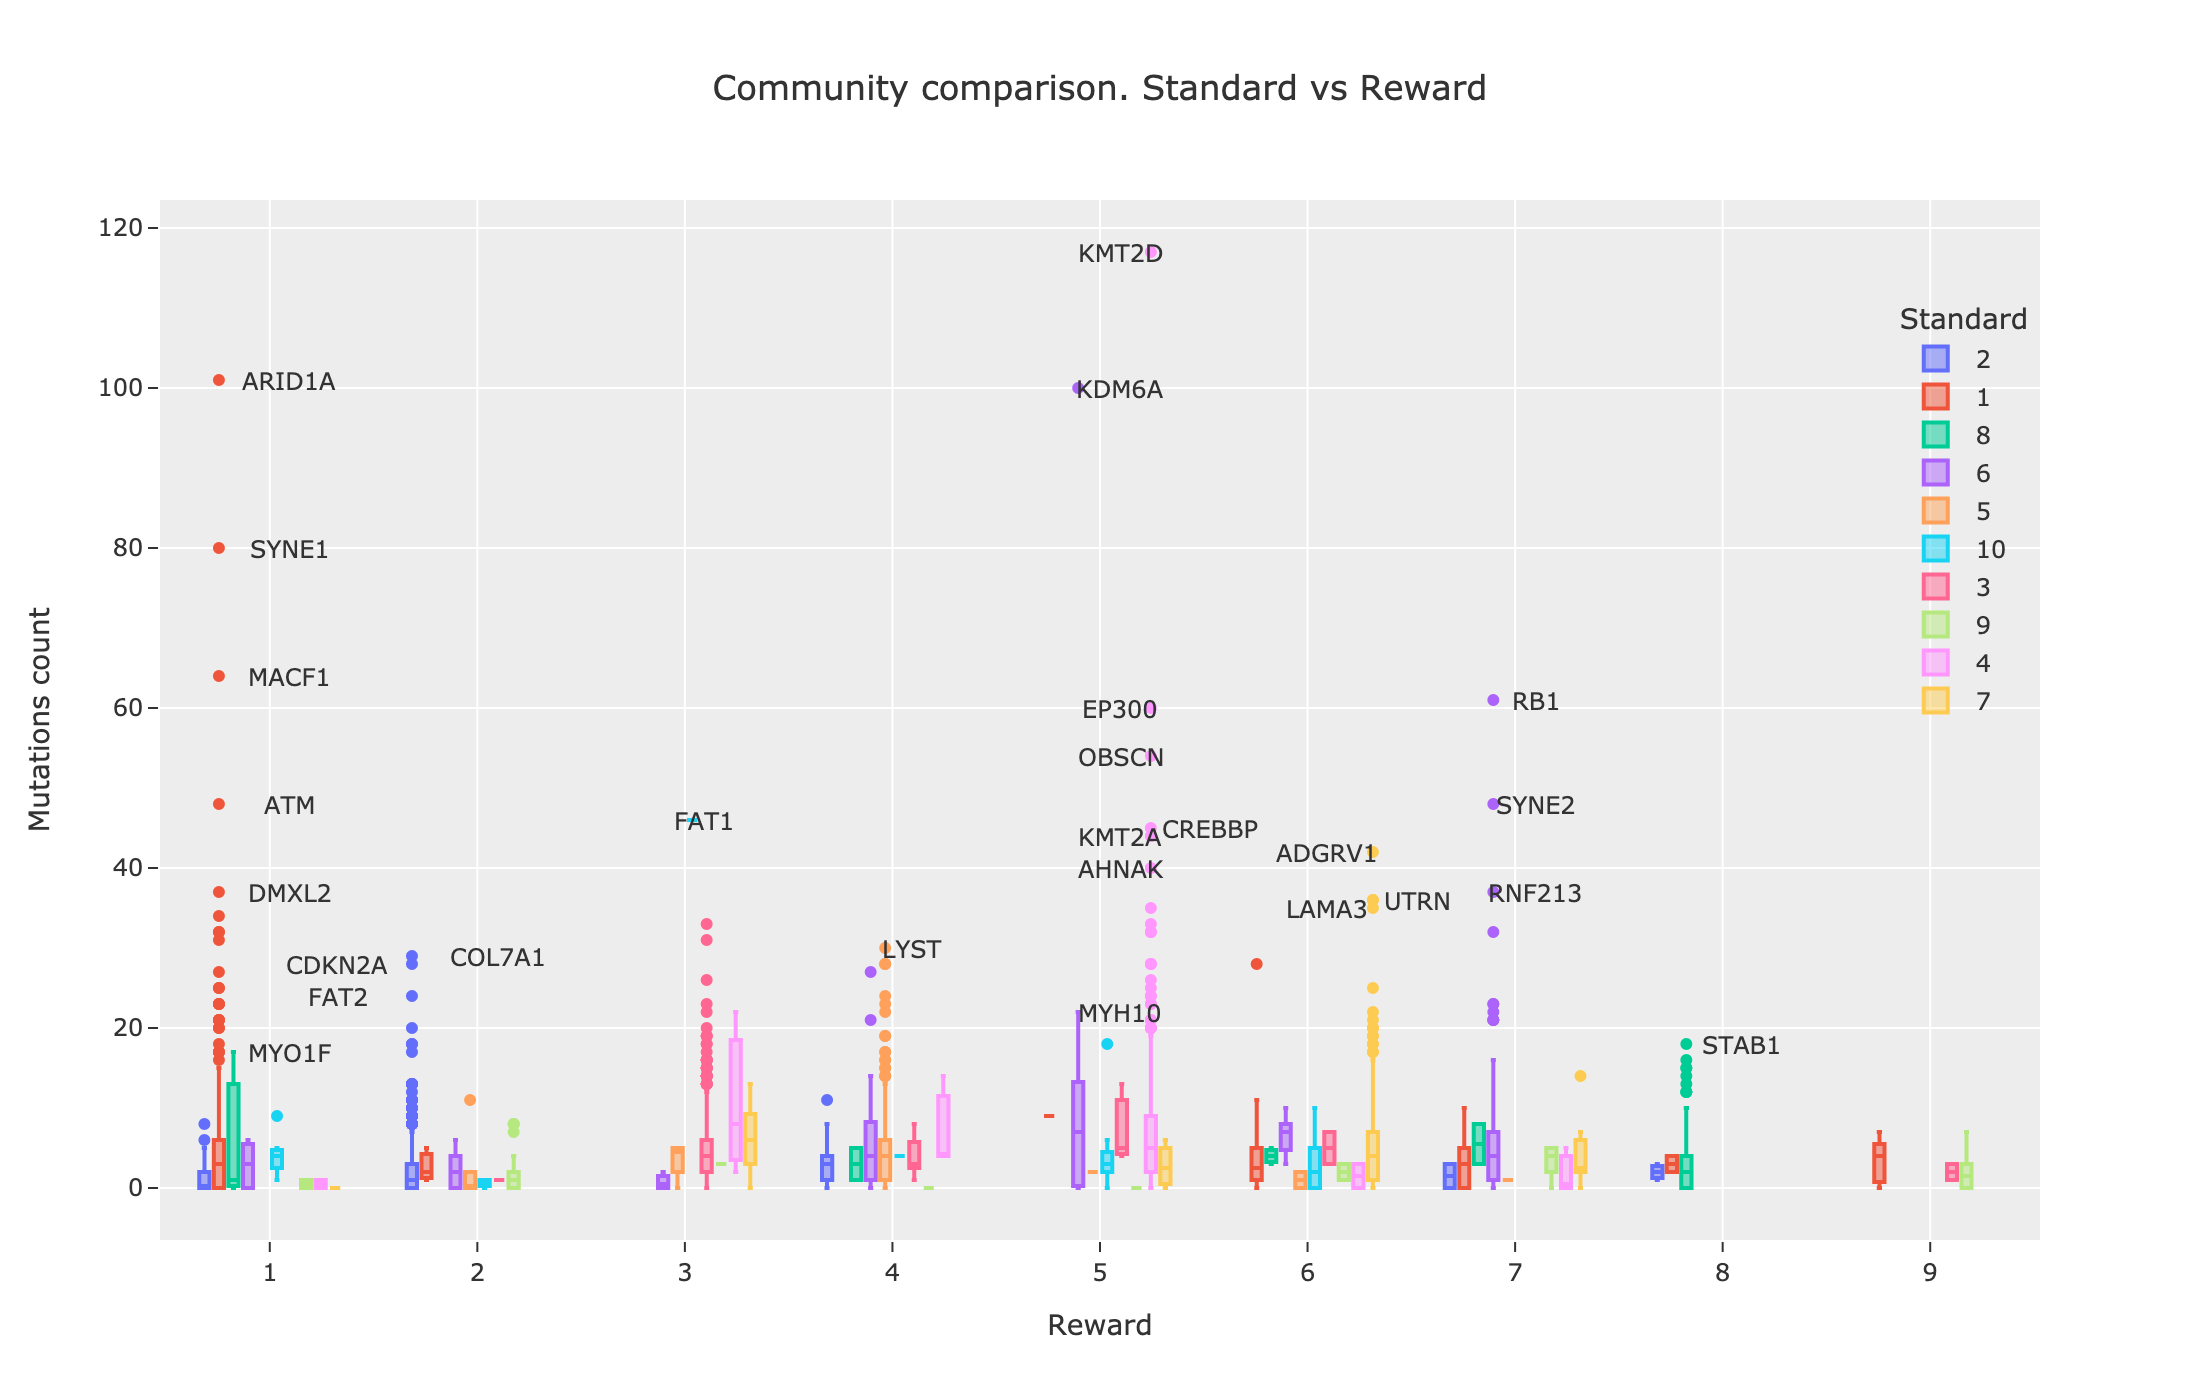 Community comparison. Standard vs Reward
Mutations count
120
100
80
60
40
20
0
KMT2D
ARID1A
KDM6A
SYNE1
MACF1
EP300
RB1
OBSCN
ATM
SYNE2
FAT1
KMT2A
CREBBP
ADGRV1
AHNAK
DMXL2
RNF213
LAMA3
UTRN
LYST
COL7A1
CDKN2A
FAT2
MYH10
MYO1F
STAB1
Standard
2
1
8
6
5
10
3
9
4
7
1 2 3 4 5 6 7 8 9
Reward